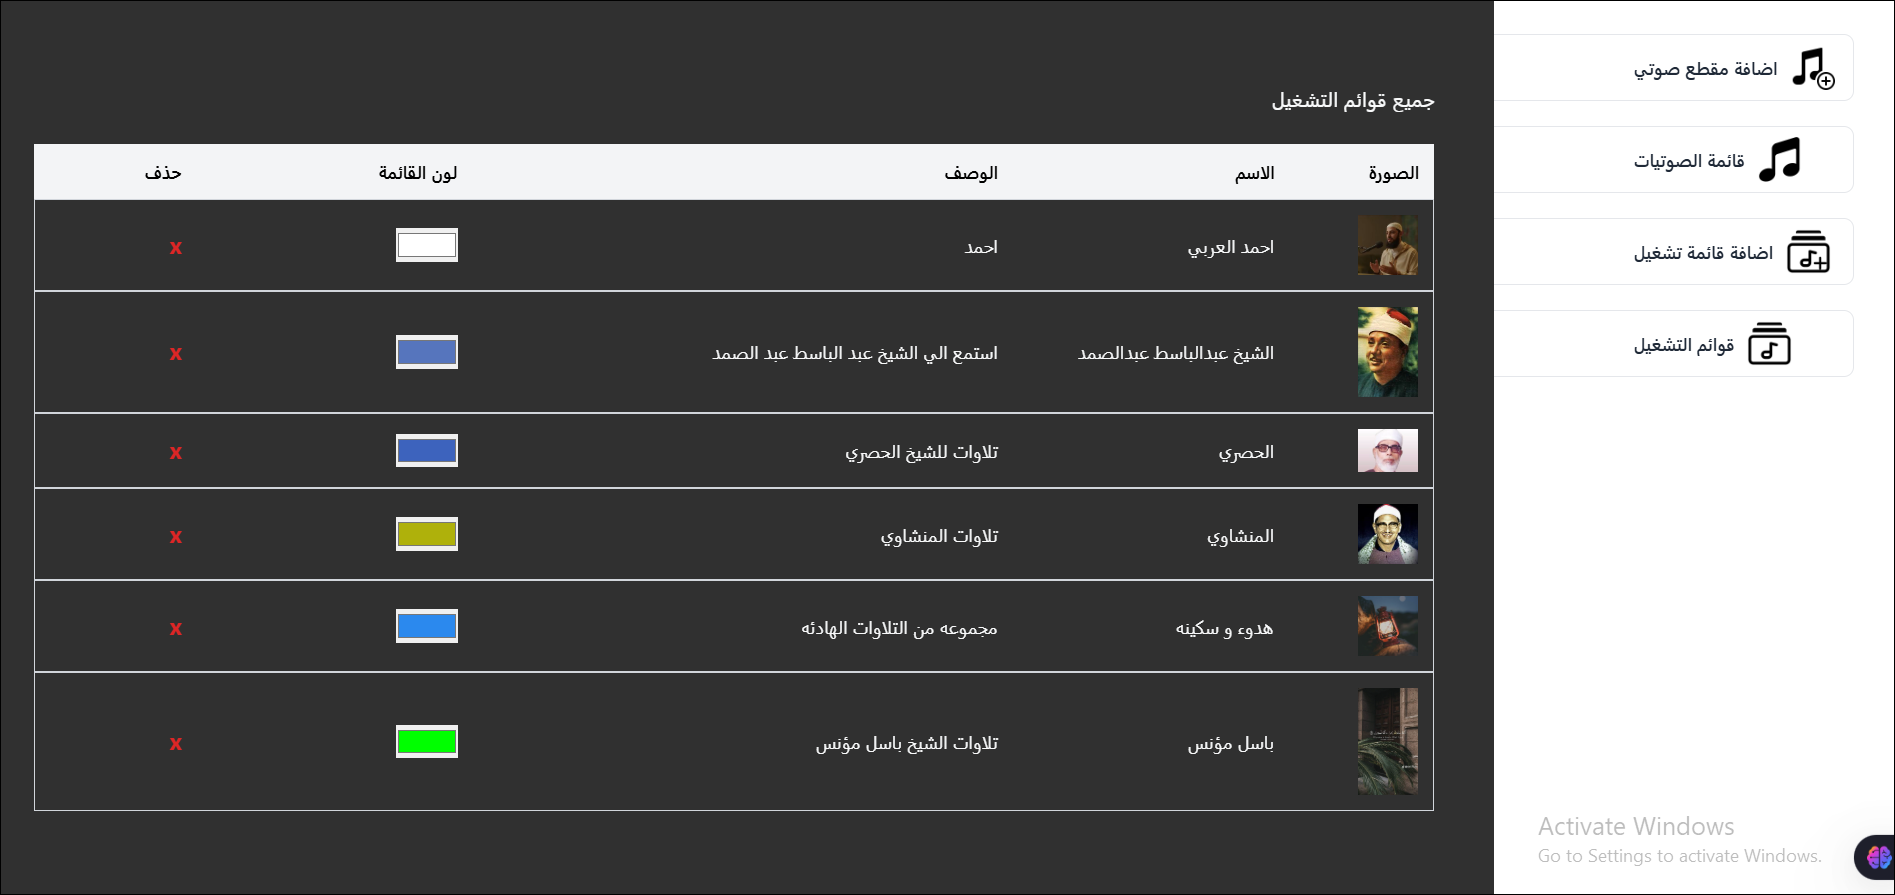 اضافة مقطع صوتي
قائمة الصوتيات
اضافة قائمة تشغيل
قوائم التشغيل
جميع قوائم التشغيل
الصورة الاسم الوصف لون القائمة حذف
احمد العربي احمد x
الشيخ عبدالباسط عبدالصمد استمع الي الشيخ عبد الباسط عبد الصمد x
الحصري تلاوات للشيخ الحصري x
المنشاوي تلاوات المنشاوي x
هدوء و سكينه مجموعه من التلاوات الهادئه x
باسل مؤنس تلاوات الشيخ باسل مؤنس x
Activate Windows
Go to Settings to activate Windows.